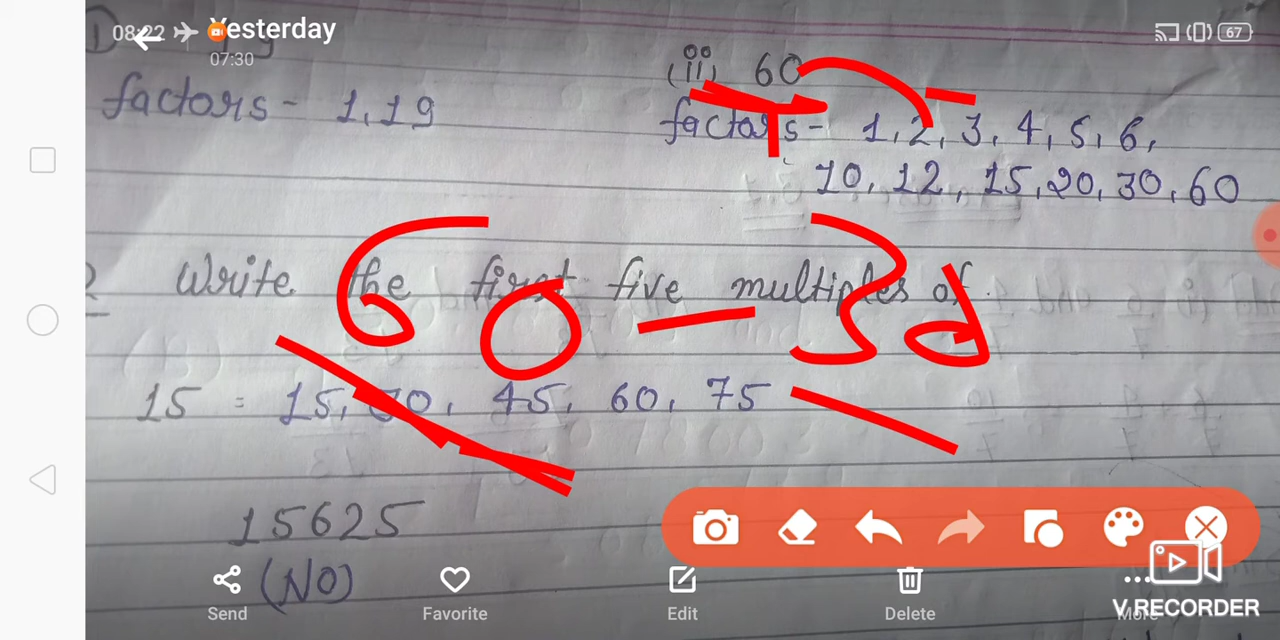 08:22 Yesterday
07:30
67
(ii) 60
factors - 1, 19
factors - 1, 2, 3, 4, 5, 6,
10, 12, 15, 20, 30, 60
2 Write the first five multiples of
60 - 
15 = 15, 30, 45, 60, 75
15625
(NO)
Send Favorite Edit Delete More
V.RECORDER